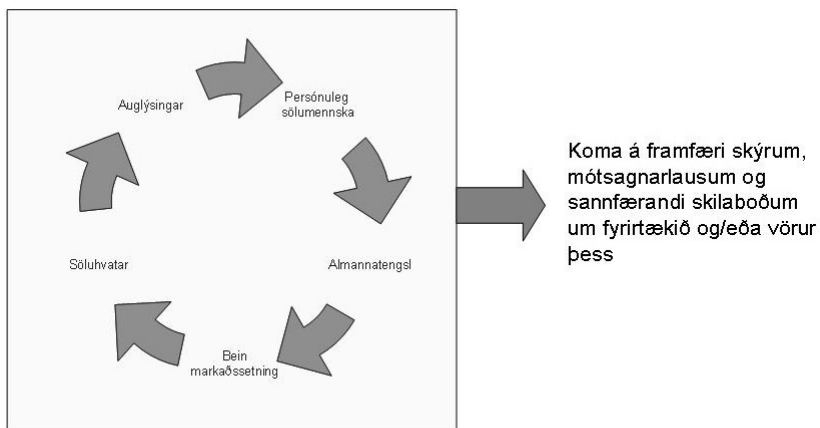 Auglýsingar
Persónuleg
sölumennska
Almannatengsl
Bein
markaðssetning
Söluhvatar
Koma á framfæri skýrum,
mótsagnarlausum og
sannfærandi skilaboðum
um fyrirtækið og/eða vörur
þess